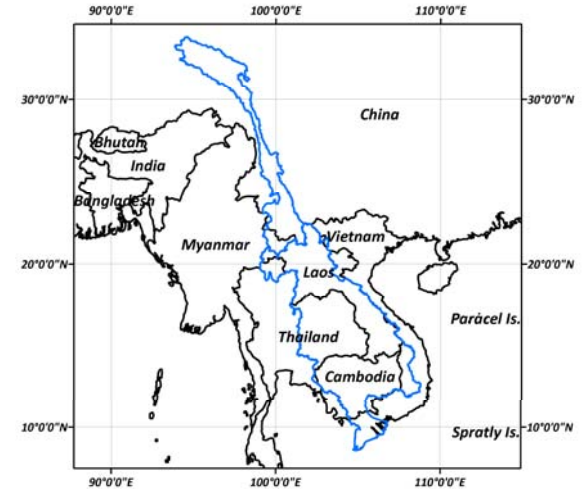 90°0'0"E 100°0'0"E 110°0'0"E
30°0'0"N 30°0'0"N
China
Bhutan
India
Bangladesh
Myanmar
Vietnam
20°0'0"N 20°0'0"N
Laos
Paràcel Is.
Thailand
Cambodia
10°0'0"N 10°0'0"N
Spratly Is.
90°0'0"E 100°0'0"E 110°0'0"E